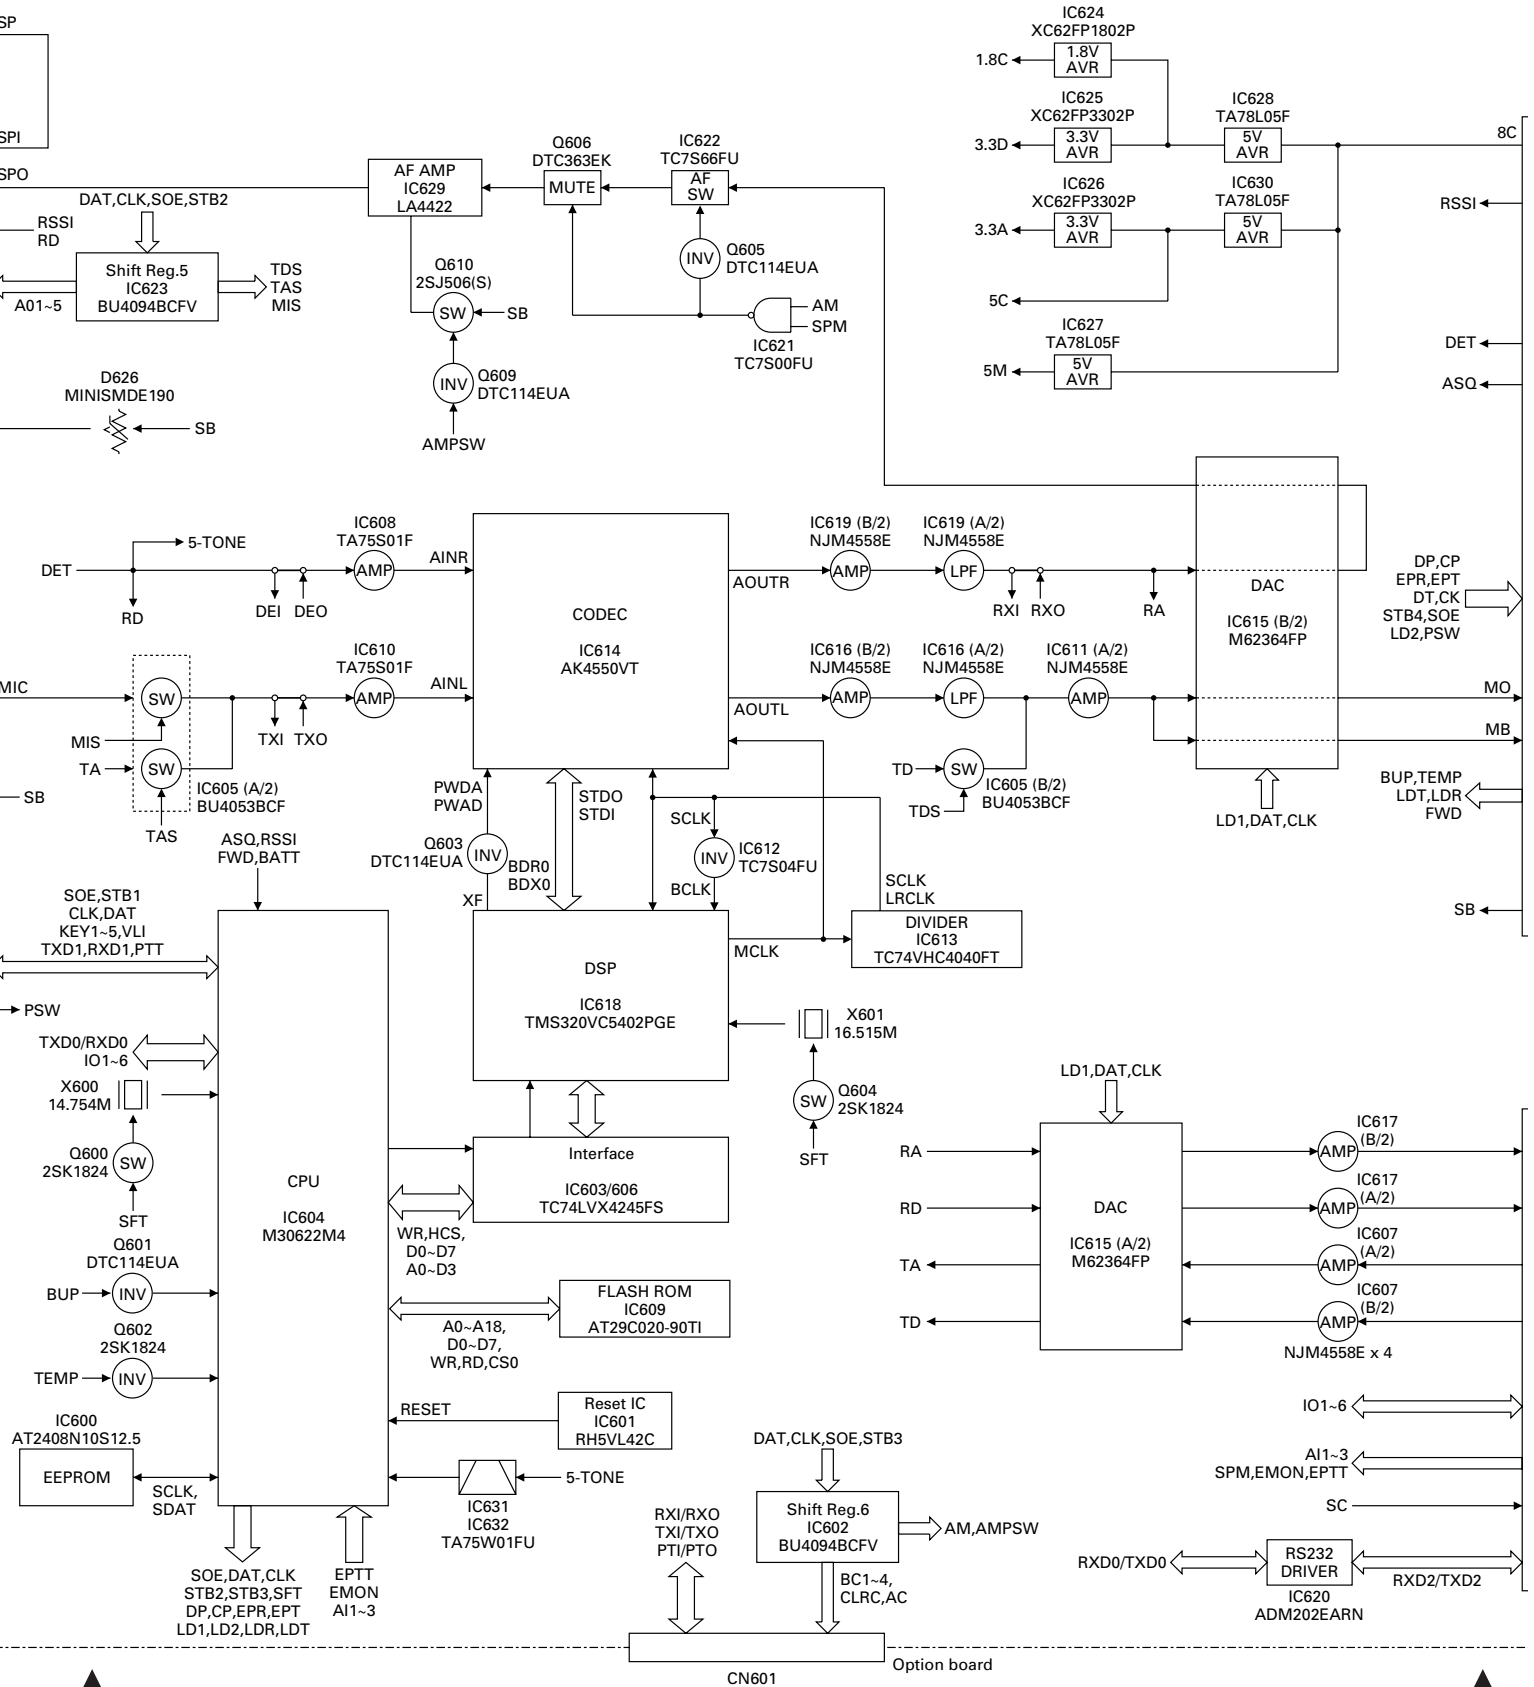 SP
SPI
SPO
RSSI
RD
DAT,CLK,SOE,STB2
Shift Reg.5
IC623
BU4094BCFV
A01~5
TDS
TAS
MIS
D626
MINISMDE190
SB
AF AMP
IC629
LA4422
Q606
DTC363EK
MUTE
IC622
TC7S66FU
AF
SW
Q605
DTC114EUA
INV
Q610
2SJ506(S)
SW
SB
INV
Q609
DTC114EUA
AMPSW
AM
SPM
IC621
TC7S00FU
IC624
XC62FP1802P
1.8C
1.8V
AVR
IC625
XC62FP3302P
3.3D
3.3V
AVR
IC628
TA78L05F
5V
AVR
8C
IC626
XC62FP3302P
3.3A
3.3V
AVR
IC630
TA78L05F
5V
AVR
RSSI
5C
IC627
TA78L05F
5M
5V
AVR
DET
ASQ
DET
5-TONE
RD
DEI
DEO
IC608
TA75S01F
AMP
AINR
CODEC
IC614
AK4550VT
AOUTR
IC619 (B/2)
NJM4558E
AMP
IC619 (A/2)
NJM4558E
LPF
RXI
RXO
RA
DAC
IC615 (B/2)
M62364FP
DP,CP
EPR,EPT
DT,CK
STB4,SOE
LD2,PSW
MIC
SW
MIS
TA
SW
IC605 (A/2)
BU4053BCF
TAS
TXI
TXO
IC610
TA75S01F
AMP
AINL
AOUTL
IC616 (B/2)
NJM4558E
AMP
IC616 (A/2)
NJM4558E
LPF
IC611 (A/2)
NJM4558E
AMP
MO
MB
TD
SW
IC605 (B/2)
BU4053BCF
TDS
LD1,DAT,CLK
BUP,TEMP
LDT,LDR
FWD
SB
SB
ASQ,RSSI
FWD,BATT
PWDA
PWAD
Q603
DTC114EUA
INV
XF
STDO
STDI
BDR0
BDX0
SCLK
INV
IC612
TC7S04FU
BCLK
SCLK
LRCLK
DIVIDER
IC613
TC74VHC4040FT
MCLK
DSP
IC618
TMS320VC5402PGE
SOE,STB1
CLK,DAT
KEY1~5,VLI
TXD1,RXD1,PTT
PSW
TXD0/RXD0
IO1~6
X600
14.754M
Q600
2SK1824
SW
SFT
X601
16.515M
SW
Q604
2SK1824
SFT
Interface
IC603/606
TC74LVX4245FS
CPU
IC604
M30622M4
WR,HCS,
D0~D7
A0~D3
Q601
DTC114EUA
BUP
INV
Q602
2SK1824
TEMP
INV
FLASH ROM
IC609
AT29C020-90TI
A0~A18,
D0~D7,
WR,RD,CS0
RESET
Reset IC
IC601
RH5VL42C
IC600
AT2408N10S12.5
EEPROM
SCLK,
SDAT
5-TONE
IC631
IC632
TA75W01FU
SOE,DAT,CLK
STB2,STB3,SFT
DP,CP,EPR,EPT
LD1,LD2,LDR,LDT
EPTT
EMON
AI1~3
RXI/RXO
TXI/TXO
PTI/PTO
DAT,CLK,SOE,STB3
Shift Reg.6
IC602
BU4094BCFV
AM,AMPSW
BC1~4,
CLRC,AC
CN601
Option board
LD1,DAT,CLK
RA
RD
TA
TD
DAC
IC615 (A/2)
M62364FP
IC617
(B/2)
AMP
IC617
(A/2)
AMP
IC607
(A/2)
AMP
IC607
(B/2)
AMP
NJM4558E x 4
IO1~6
AI1~3
SPM,EMON,EPTT
SC
RXD0/TXD0
RS232
DRIVER
IC620
ADM202EARN
RXD2/TXD2